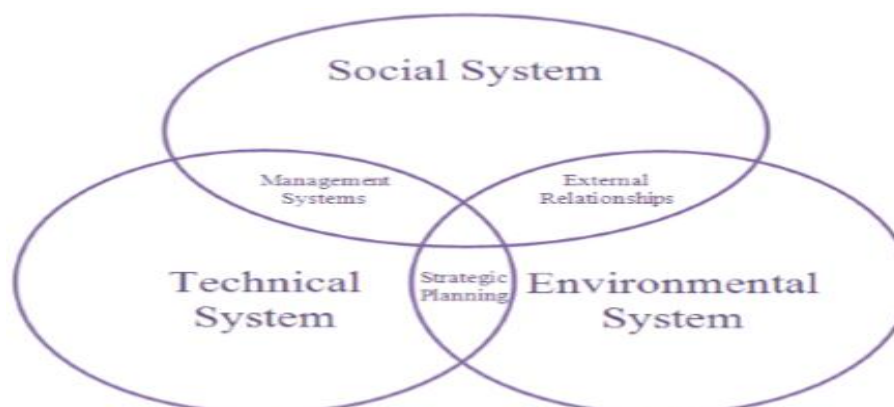 Social System
Management
Systems
External
Relationships
Technical
System
Strategic
Planning
Environmental
System